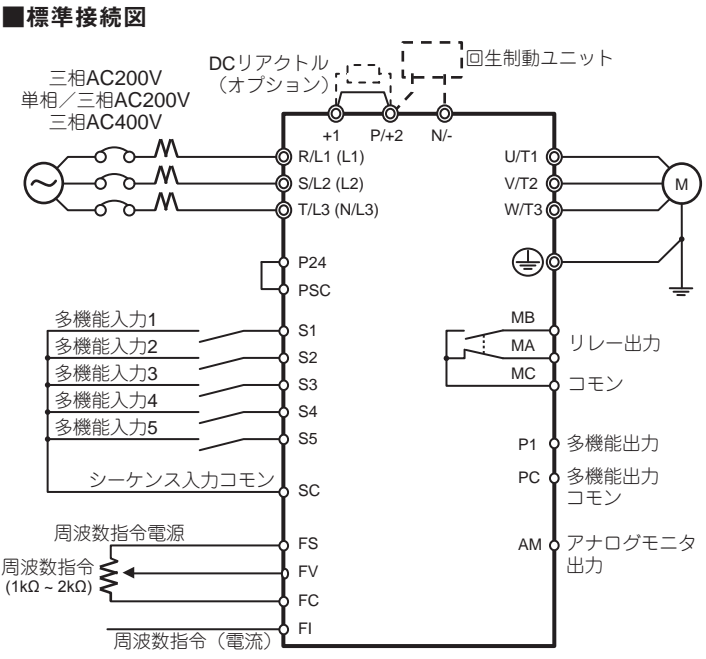 ■標準接続図
三相AC200V
単相／三相AC200V
三相AC400V
DCリアクトル
（オプション）
回生制動ユニット
+1
P/+2
N/-
R/L1 (L1)
S/L2 (L2)
T/L3 (N/L3)
U/T1
V/T2
W/T3
M
P24
PSC
多機能入力1
S1
多機能入力2
S2
多機能入力3
S3
多機能入力4
S4
多機能入力5
S5
シーケンス入力コモン
SC
MB
MA
リレー出力
MC
コモン
P1
多機能出力
PC
多機能出力
コモン
AM
アナログモニタ
出力
周波数指令電源
FS
周波数指令
(1kΩ ~ 2kΩ)
FV
FC
周波数指令（電流）
FI